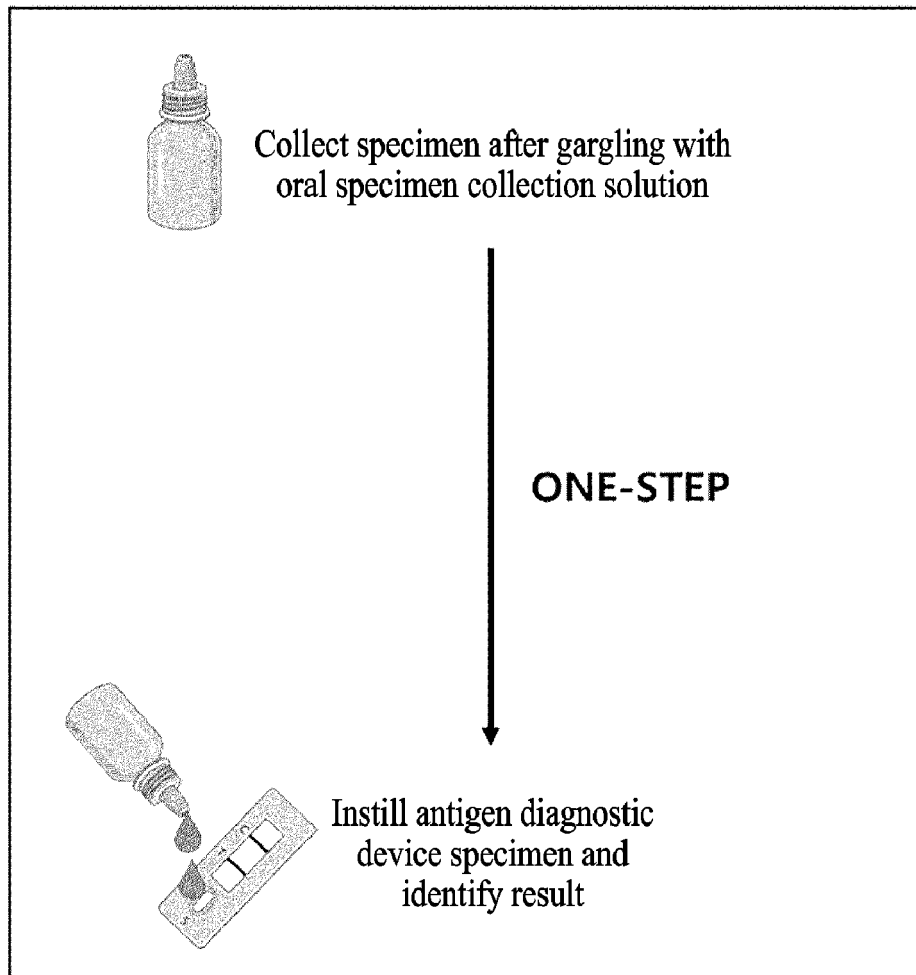 Collect specimen after gargling with
oral specimen collection solution
ONE-STEP
Instill antigen diagnostic
device specimen and
identify result
C
T
S